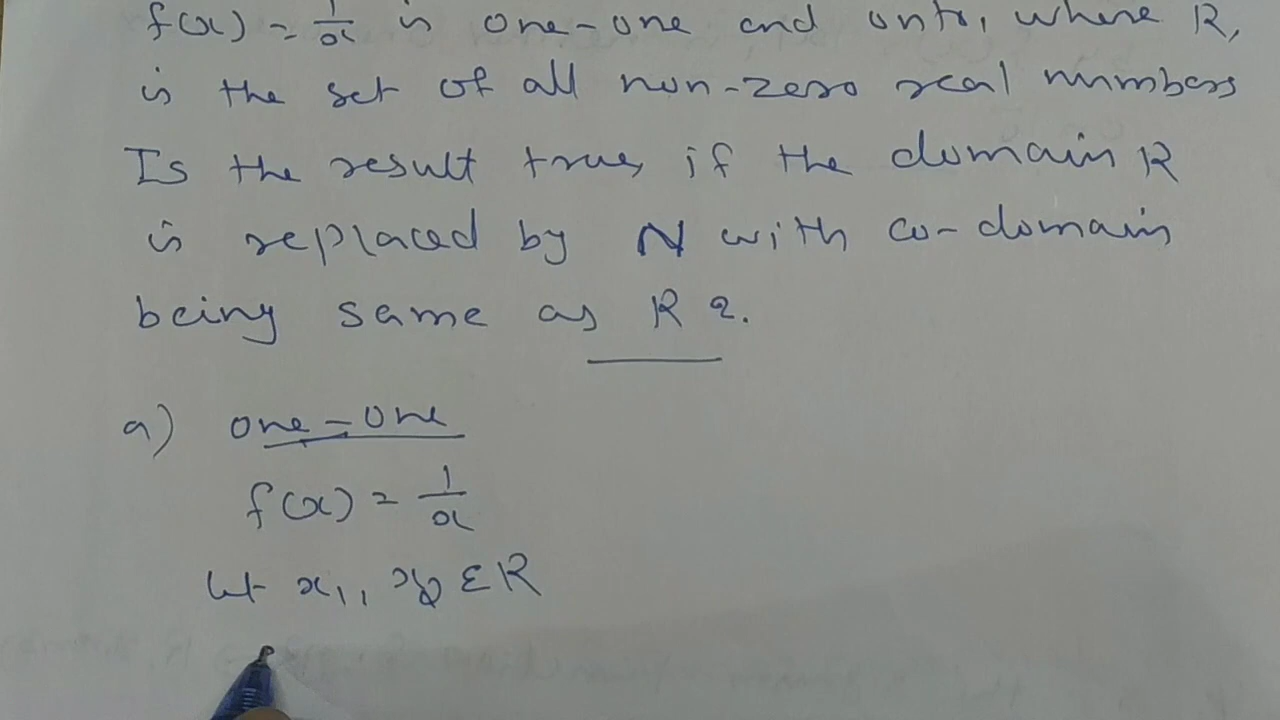 f(x) = 1/x is one-one and onto, where R,
is the set of all non-zero real numbers
Is the result true, if the domain R
is replaced by N with co-domain
being same as R ?.
a) one-one
f(x) = 1/x
let x1, x2 ∈ R